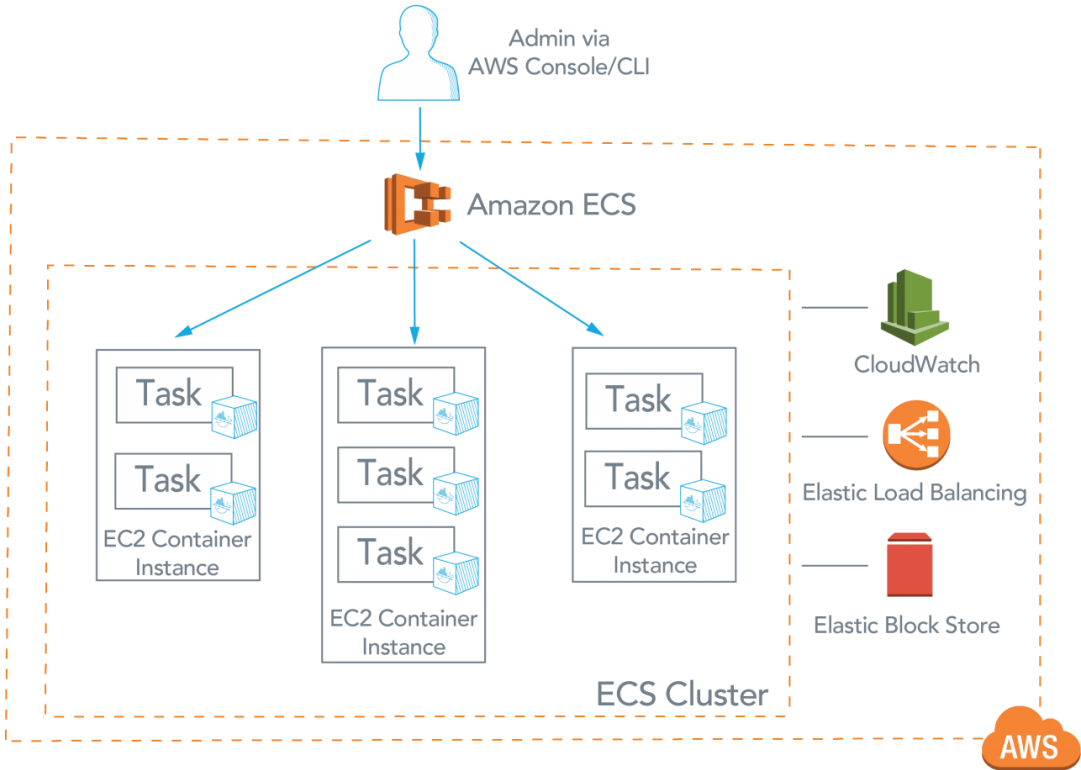 Admin via
AWS Console/CLI
Amazon ECS
Task
Task
EC2 Container
Instance
Task
Task
Task
EC2 Container
Instance
Task
Task
EC2 Container
Instance
CloudWatch
Elastic Load Balancing
Elastic Block Store
ECS Cluster
AWS